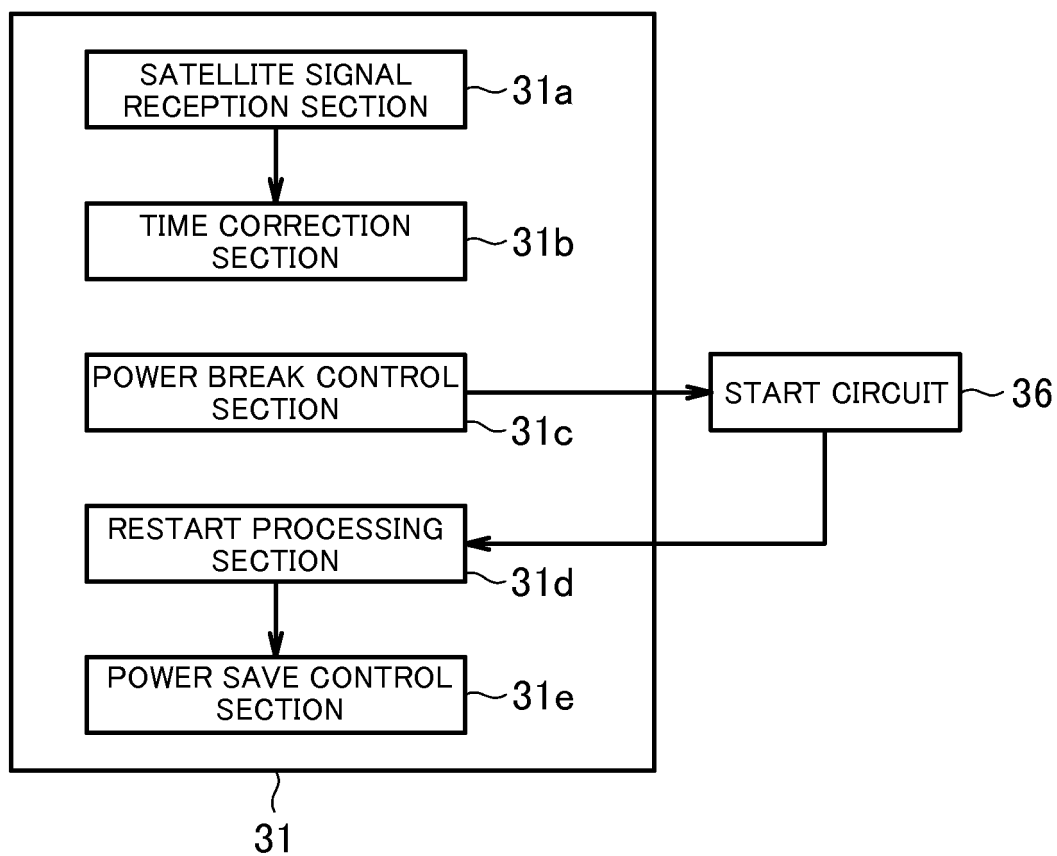 SATELLITE SIGNAL
RECEPTION SECTION
31a
TIME CORRECTION
SECTION
31b
POWER BREAK CONTROL
SECTION
31c
START CIRCUIT
36
RESTART PROCESSING
SECTION
31d
POWER SAVE CONTROL
SECTION
31e
31